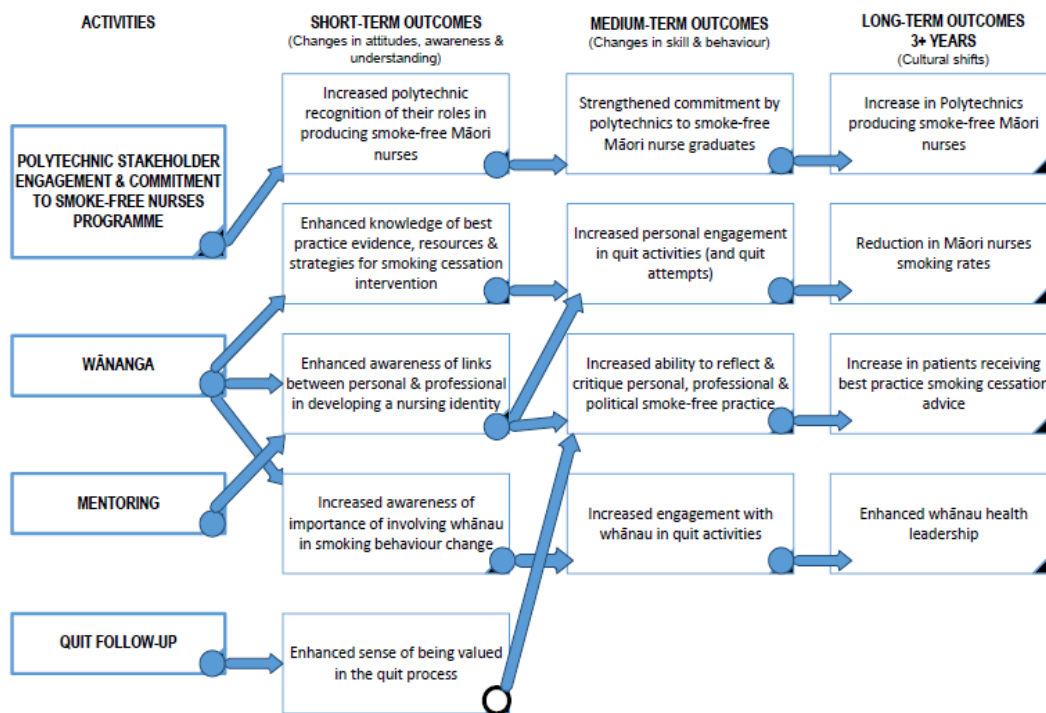 ACTIVITIES
SHORT-TERM OUTCOMES
(Changes in attitudes, awareness &
understanding)
MEDIUM-TERM OUTCOMES
(Changes in skill & behaviour)
LONG-TERM OUTCOMES
3+ YEARS
(Cultural shifts)
POLYTECHNIC STAKEHOLDER
ENGAGEMENT & COMMITMENT
TO SMOKE-FREE NURSES
PROGRAMME
Increased polytechnic
recognition of their roles in
producing smoke-free Māori
nurses
Strengthened commitment by
polytechnics to smoke-free
Māori nurse graduates
Increase in Polytechnics
producing smoke-free Māori
nurses
Enhanced knowledge of best
practice evidence, resources &
strategies for smoking cessation
intervention
Increased personal engagement
in quit activities (and quit
attempts)
Reduction in Māori nurses
smoking rates
WĀNANGA
Enhanced awareness of links
between personal & professional
in developing a nursing identity
Increased ability to reflect &
critique personal, professional &
political smoke-free practice
Increase in patients receiving
best practice smoking cessation
advice
MENTORING
Increased awareness of
importance of involving whānau
in smoking behaviour change
Increased engagement with
whānau in quit activities
Enhanced whānau health
leadership
QUIT FOLLOW-UP
Enhanced sense of being valued
in the quit process